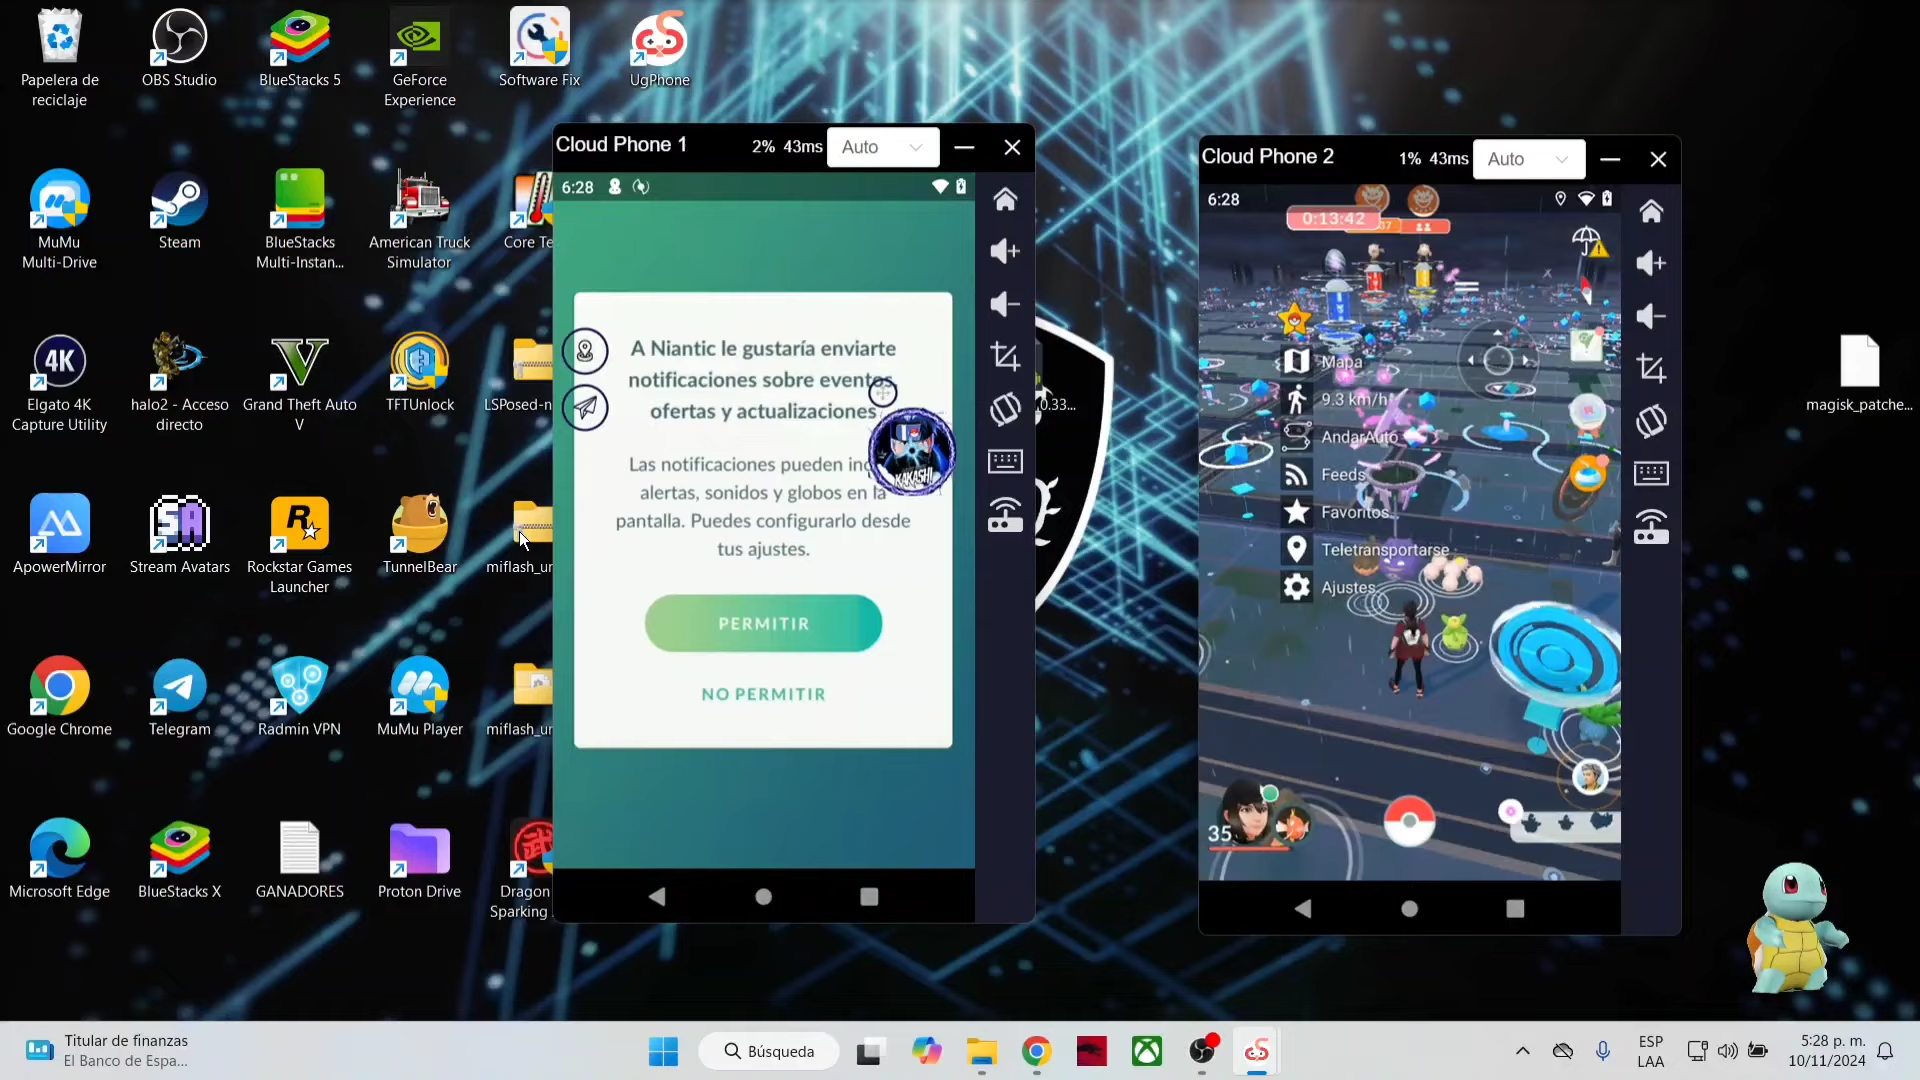 Papelera de
reciclaje
OBS Studio
BlueStacks 5
GeForce
Experience
Software Fix
UgPhone
MuMu
Multi-Drive
Steam
BlueStacks
Multi-Instan...
American Truck
Simulator
Core Te
Elgato 4K
Capture Utility
4K
halo2 - Acceso
directo
Grand Theft Auto
V
TFTUnlock
LSPosed-n
ApowerMirror
Stream Avatars
Rockstar Games
Launcher
TunnelBear
miflash_ur
Google Chrome
Telegram
Radmin VPN
MuMu Player
miflash_un
Microsoft Edge
BlueStacks X
GANADORES
Proton Drive
Dragon
Sparking
Cloud Phone 1
2% 43ms
Auto
6:28
A Niantic le gustaría enviarte
notificaciones sobre eventos,
ofertas y actualizaciones
Las notificaciones pueden inc
alertas, sonidos y globos en la
pantalla. Puedes configurarlo desde
tus ajustes.
KAKASHI
PERMITIR
NO PERMITIR
0.33...
Cloud Phone 2
1% 43ms
Auto
6:28
0:13:42
Mapa
9.3 km/h
AndarAuto
Feeds
Favoritos
Teletransportarse
Ajustes
35
magisk_patche...
Titular de finanzas
El Banco de Espa...
Búsqueda
ESP
LAA
5:28 p. m.
10/11/2024